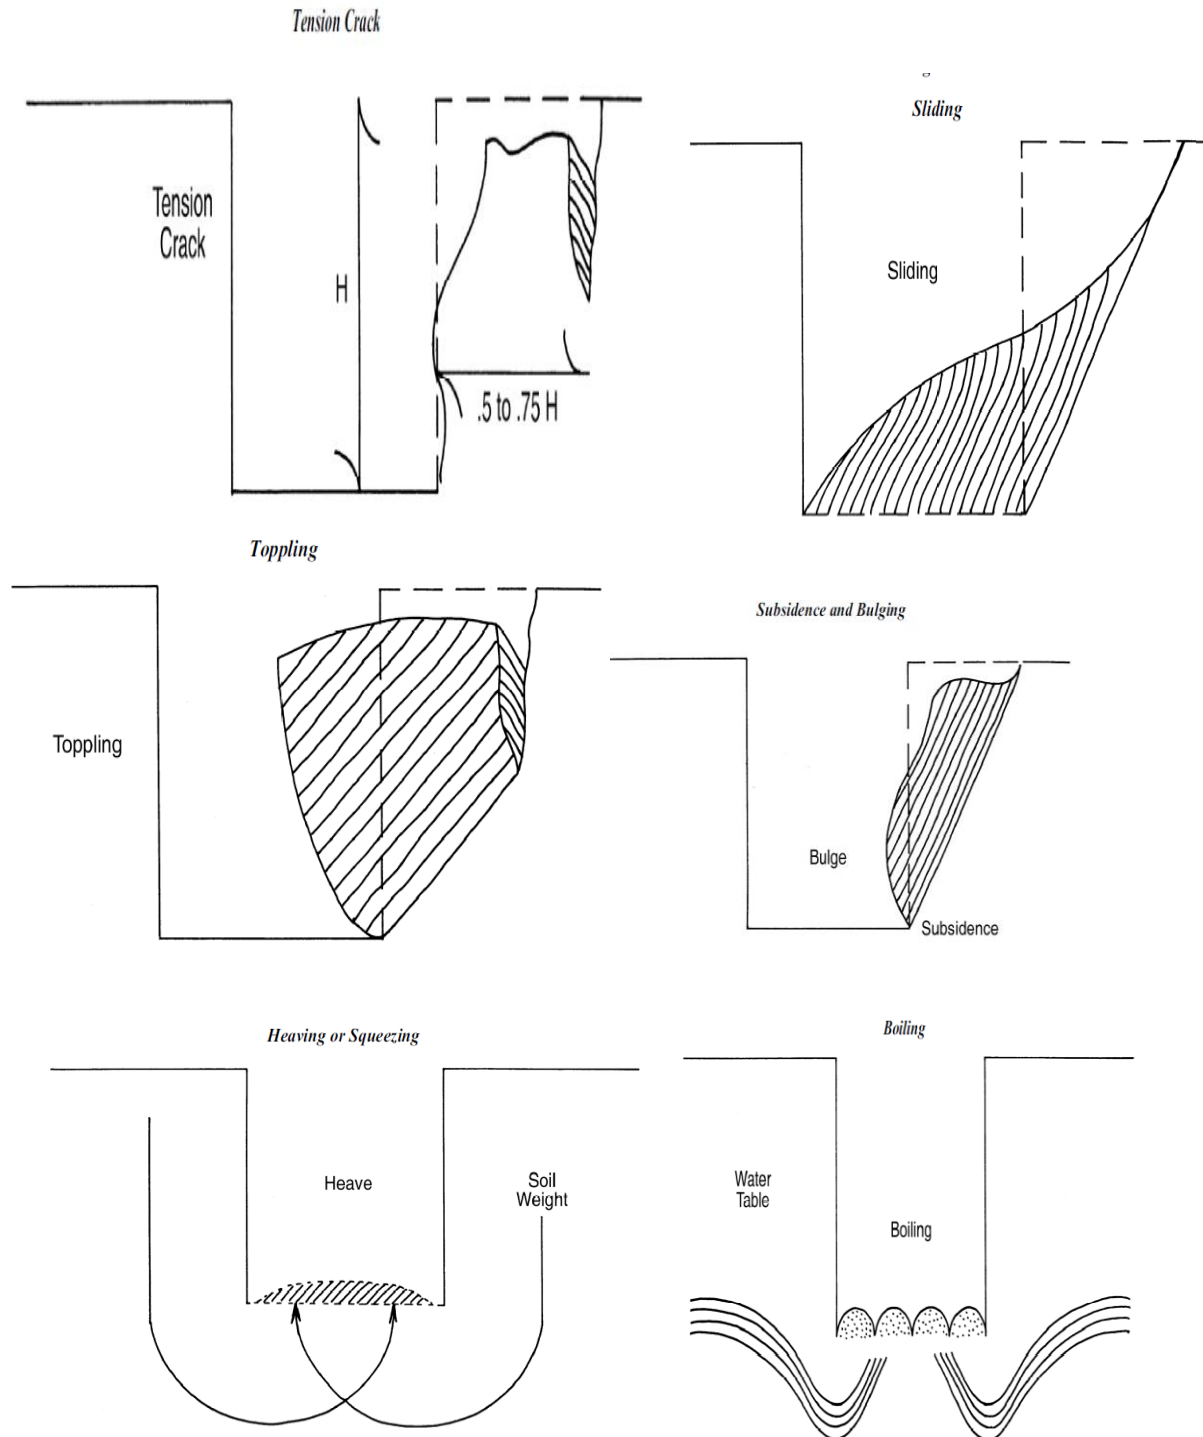 Tension Crack
Tension
Crack
H
.5 to .75 H
Sliding
Sliding
Toppling
Toppling
Subsidence and Bulging
Bulge
Subsidence
Heaving or Squeezing
Heave
Soil
Weight
Boiling
Water
Table
Boiling